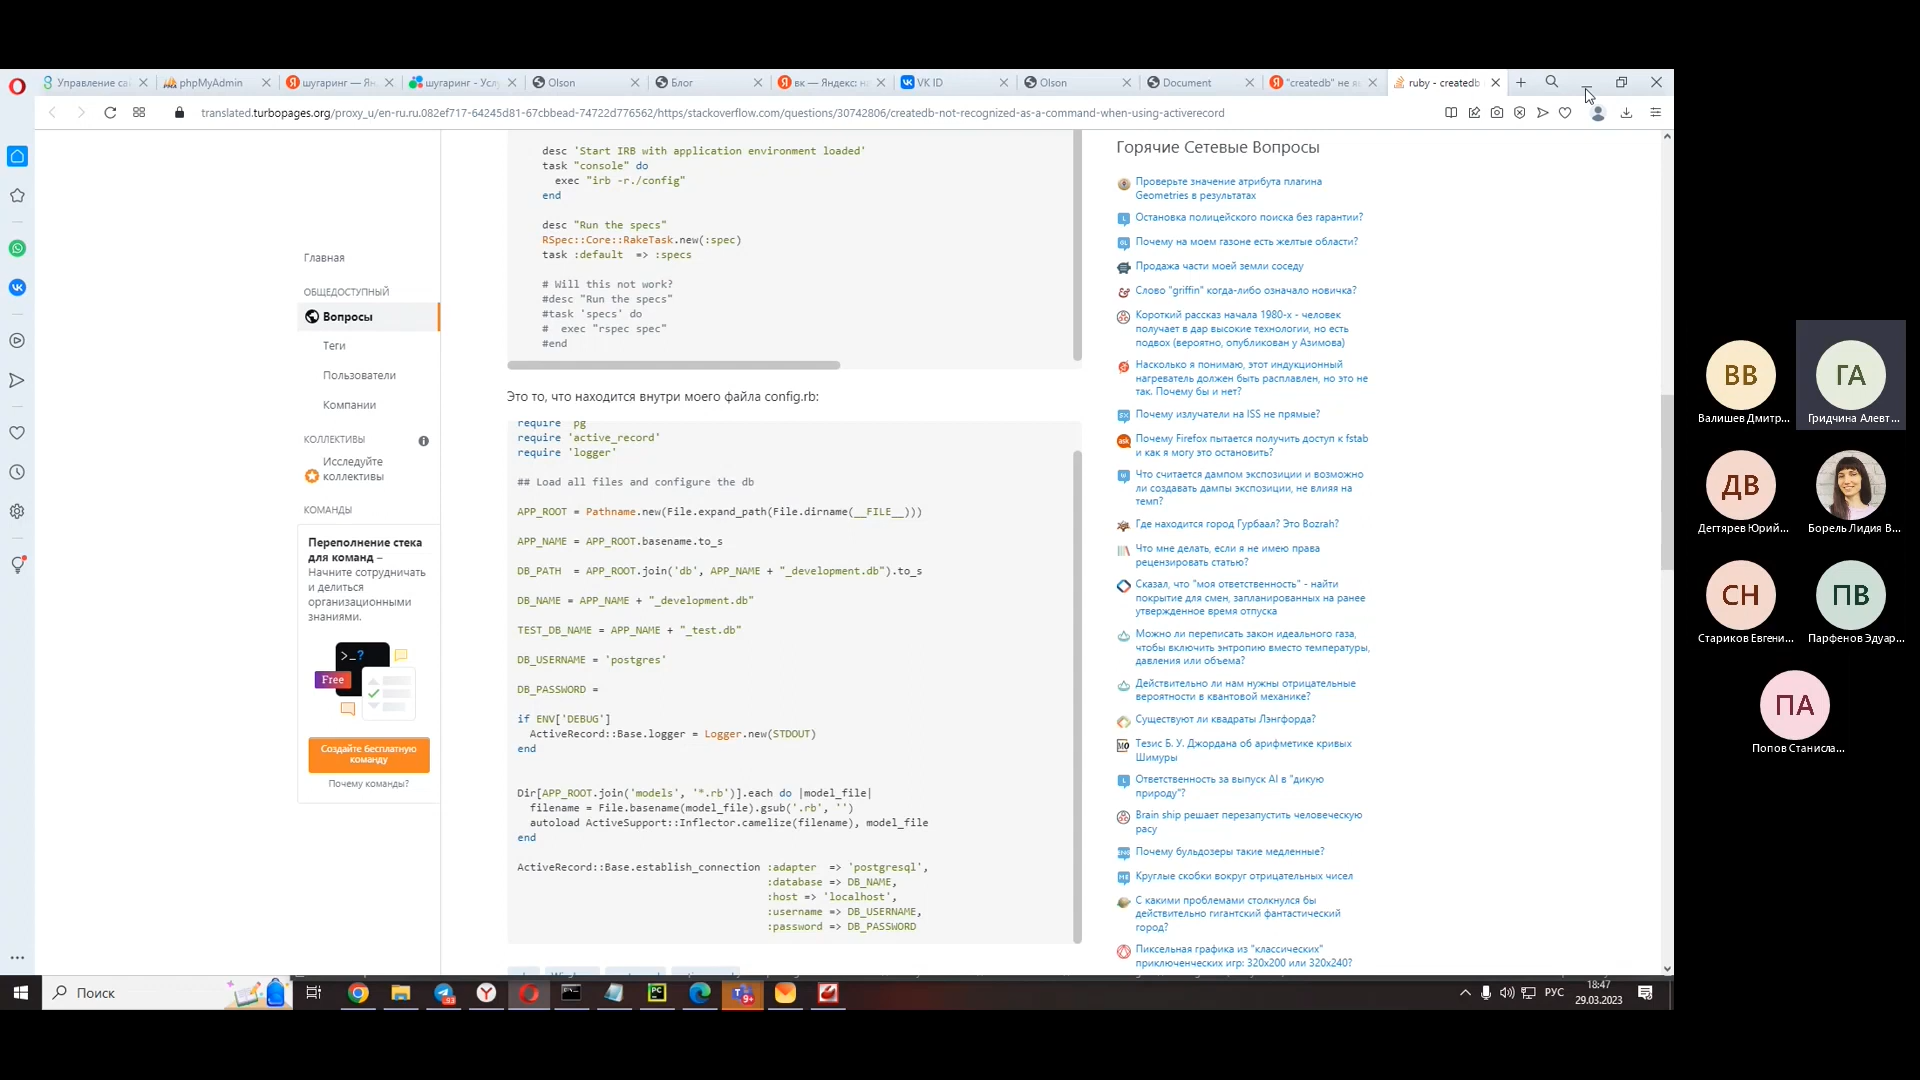 Управление са
phpMyAdmin
шугаринг — Ян
шугаринг - Усл
Olson
Блог
вк — Яндекс: н
VK ID
Olson
Document
"createdb" не я
ruby - createdb
translated.turbopages.org/proxy_u/en-ru.ru.082ef717-64245d81-67cbbead-74722d776562/https/stackoverflow.com/questions/30742806/createdb-not-recognized-as-a-command-when-using-activerecord
Главная
ОБЩЕДОСТУПНЫЙ
Вопросы
Теги
Пользователи
Компании
КОЛЛЕКТИВЫ
Исследуйте
коллективы
КОМАНДЫ
Переполнение стека
для команд –
Начните сотрудничать
и делиться
организационными
знаниями.
>_?
Free
Создайте бесплатную
команду
Почему команды?
desc 'Start IRB with application environment loaded'
task "console" do
exec "irb -r./config"
end
desc "Run the specs"
RSpec::Core::RakeTask.new(:spec)
task :default  => :specs
# Will this not work?
#desc "Run the specs"
#task 'specs' do
#  exec "rspec spec"
#end
Это то, что находится внутри моего файла config.rb:
require 'pg
require 'active_record'
require 'logger'
## Load all files and configure the db
APP_ROOT = Pathname.new(File.expand_path(File.dirname(__FILE__)))
APP_NAME = APP_ROOT.basename.to_s
DB_PATH  = APP_ROOT.join('db', APP_NAME + "_development.db").to_s
DB_NAME = APP_NAME + "_development.db"
TEST_DB_NAME = APP_NAME + "_test.db"
DB_USERNAME = 'postgres'
DB_PASSWORD =
if ENV['DEBUG']
ActiveRecord::Base.logger = Logger.new(STDOUT)
end
Dir[APP_ROOT.join('models', '*.rb')].each do |model_file|
filename = File.basename(model_file).gsub('.rb', '')
autoload ActiveSupport::Inflector.camelize(filename), model_file
end
ActiveRecord::Base.establish_connection :adapter  => 'postgresql',
:database => DB_NAME,
:host => 'localhost',
:username => DB_USERNAME,
:password => DB_PASSWORD
Горячие Сетевые Вопросы
Проверьте значение атрибута плагина
Geometries в результатах
Остановка полицейского поиска без гарантии?
Почему на моем газоне есть желтые области?
Продажа части моей земли соседу
Слово "griffin" когда-либо означало новичка?
Короткий рассказ начала 1980-х - человек
получает в дар высокие технологии, но есть
подвох (вероятно, опубликован у Азимова)
Насколько я понимаю, этот индукционный
нагреватель должен быть расплавлен, но это не
так. Почему бы и нет?
Почему излучатели на ISS не прямые?
Почему Firefox пытается получить доступ к fstab
и как я могу это остановить?
Что считается дампом экспозиции и возможно
ли создавать дампы экспозиции, не влияя на
темп?
Где находится город Гурбаал? Это Bozrah?
Что мне делать, если я не имею права
рецензировать статью?
Сказал, что "моя ответственность" - найти
покрытие для смен, запланированных на ранее
утвержденное время отпуска
Можно ли переписать закон идеального газа,
чтобы включить энтропию вместо температуры,
давления или объема?
Действительно ли нам нужны отрицательные
вероятности в квантовой механике?
Существуют ли квадраты Лэнгфорда?
Тезис Б. У. Джордана об арифметике кривых
Шимуры
Ответственность за выпуск AI в "дикую
природу"?
Brain ship решает перезапустить человеческую
расу
Почему бульдозеры такие медленные?
Круглые скобки вокруг отрицательных чисел
С какими проблемами столкнулся бы
действительно гигантский фантастический
город?
Пиксельная графика из "классических"
приключенческих игр: 320x200 или 320x240?
ВВ
Валишев Дмитр...
ГА
Гридчина Алевт...
ДВ
Дегтярев Юрий...
Борель Лидия В...
СН
Стариков Евгени...
ПВ
Парфенов Эдуар...
ПА
Попов Станисла...
Поиск
РУС
18:47
29.03.2023